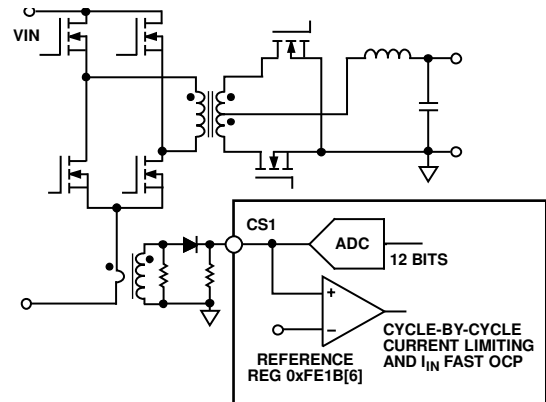 VIN
CS1
ADC
12 BITS
+
−
CYCLE-BY-CYCLE
CURRENT LIMITING
AND IIN FAST OCP
REFERENCE
REG 0xFE1B[6]